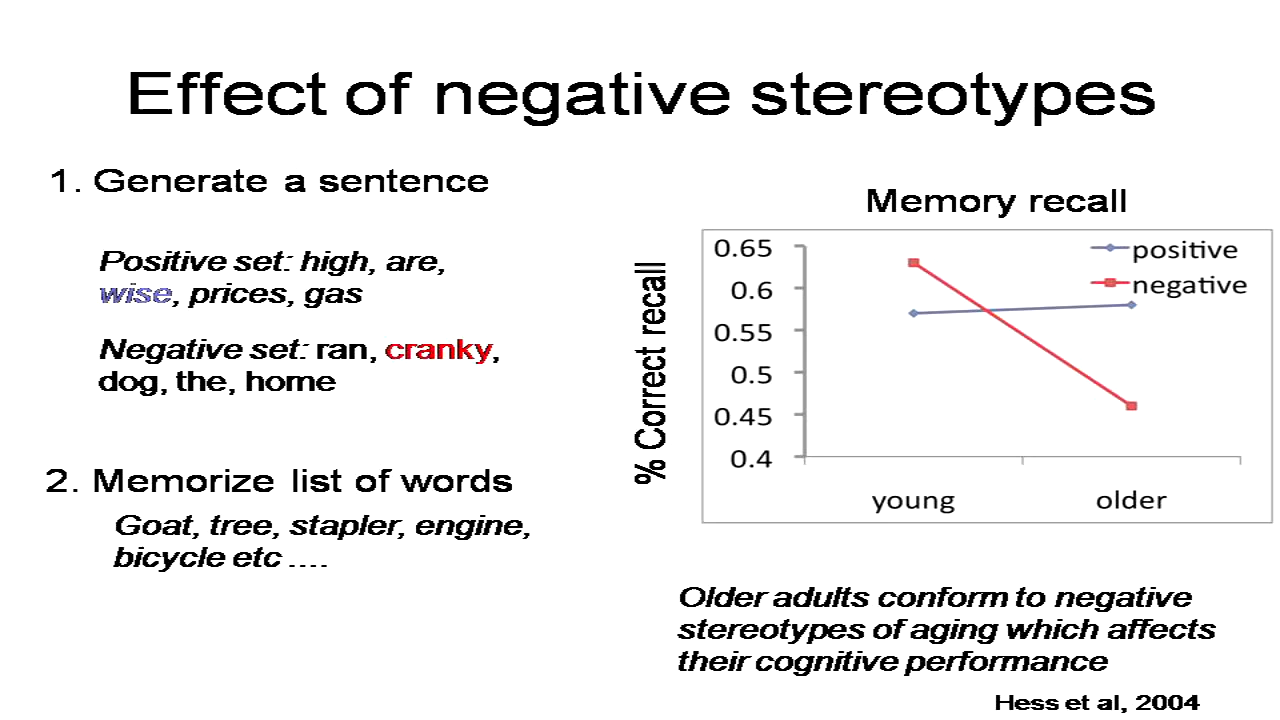 Effect of negative stereotypes
1. Generate a sentence
Positive set: high, are,
wise, prices, gas
Negative set: ran, cranky,
dog, the, home
2. Memorize list of words
Goat, tree, stapler, engine,
bicycle etc ....
Memory recall
% Correct recall
0.65
0.6
0.55
0.5
0.45
0.4
positive
negative
young older
Older adults conform to negative
stereotypes of aging which affects
their cognitive performance
Hess et al, 2004